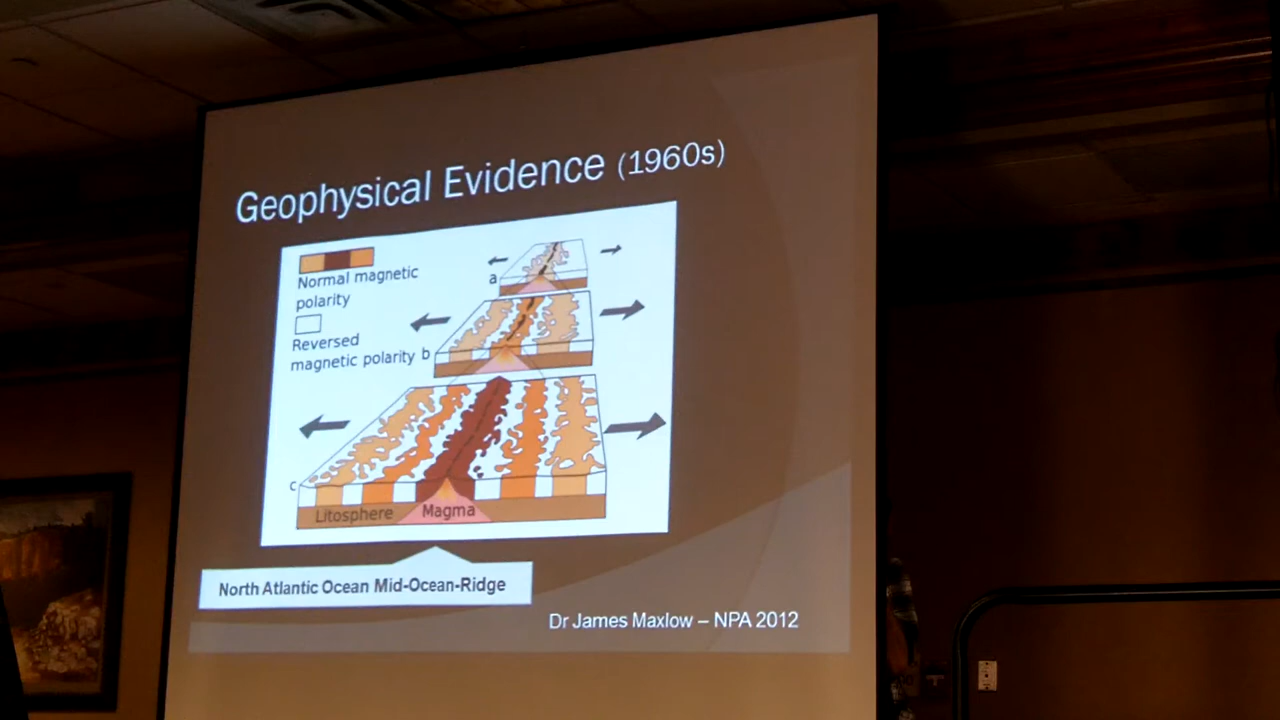 Geophysical Evidence (1960s)
Normal magnetic
polarity
Reversed
magnetic polarity
a
b
c
Litosphere
Magma
North Atlantic Ocean Mid-Ocean-Ridge
Dr James Maxlow – NPA 2012